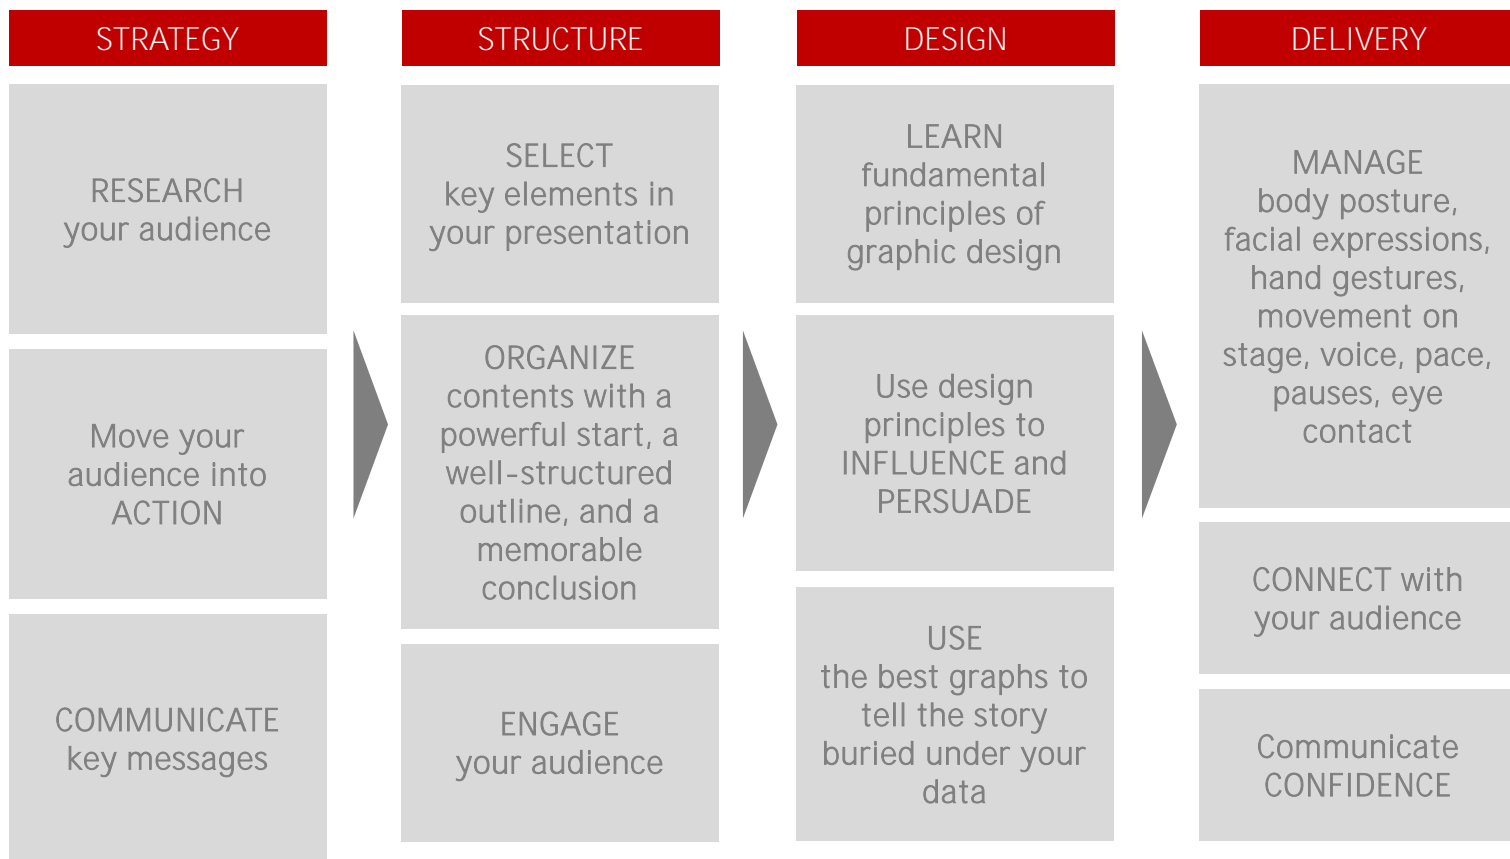 STRATEGY
RESEARCH
your audience
Move your
audience into
ACTION
COMMUNICATE
key messages
STRUCTURE
SELECT
key elements in
your presentation
ORGANIZE
contents with a
powerful start, a
well-structured
outline, and a
memorable
conclusion
ENGAGE
your audience
DESIGN
LEARN
fundamental
principles of
graphic design
Use design
principles to
INFLUENCE and
PERSUADE
USE
the best graphs to
tell the story
buried under your
data
DELIVERY
MANAGE
body posture,
facial expressions,
hand gestures,
movement on
stage, voice, pace,
pauses, eye
contact
CONNECT with
your audience
Communicate
CONFIDENCE